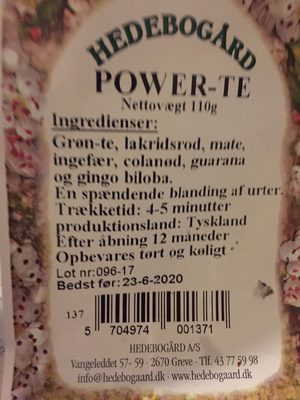 HEDEBOGÅRD
POWER-TE
Nettovægt 110g
Ingredienser:
Grøn-te, lakridsrod, mate,
ingefær, colanød, guarana
og gingo biloba.
En spændende blanding af urter.
Trækketid: 4-5 minutter
produktionsland: Tyskland
Efter åbning 12 måneder
Opbevares tørt og køligt
Lot nr:096-17
Bedst før: 23-6-2020
137
5 704974 001371
HEDEBOGÅRD A/S
Vangeleddet 57- 59 - 2670 Greve · Tlf. 43 77 59 98
info@hedebogaard.dk · www.hedebogaard.dk